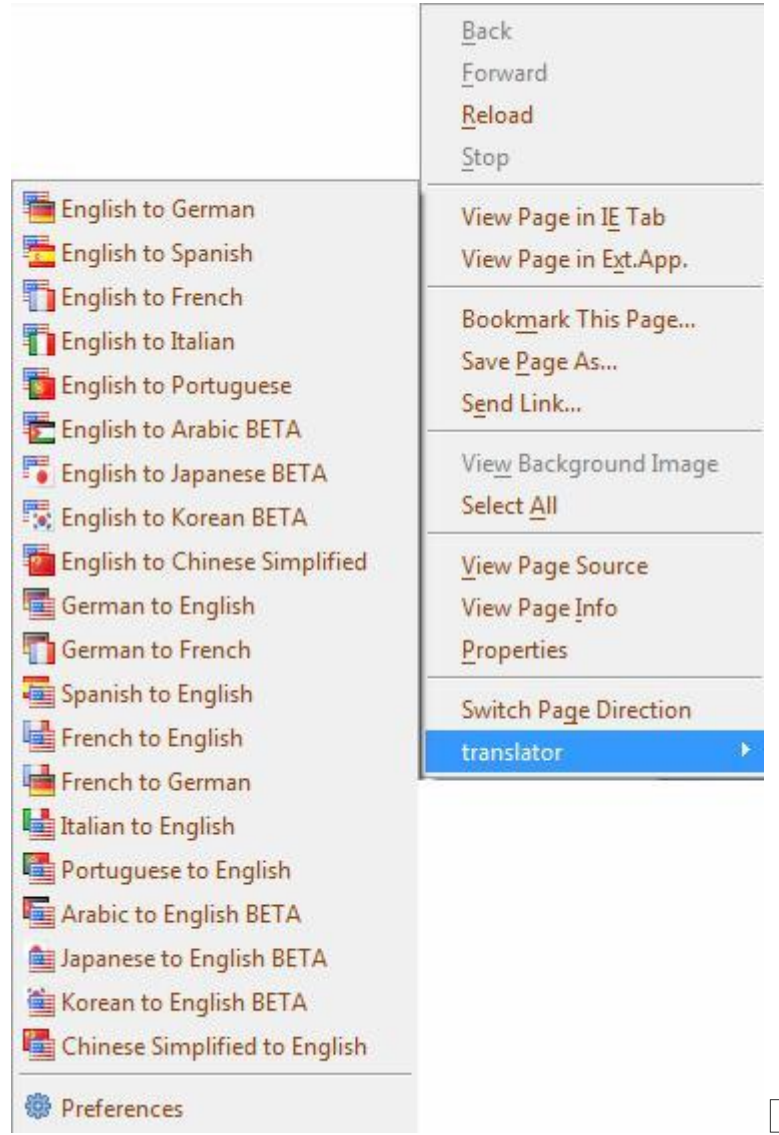 Back
Forward
Reload
Stop
View Page in IE Tab
View Page in Ext.App.
Bookmark This Page...
Save Page As...
Send Link...
View Background Image
Select All
View Page Source
View Page Info
Properties
Switch Page Direction
translator
English to German
English to Spanish
English to French
English to Italian
English to Portuguese
English to Arabic BETA
English to Japanese BETA
English to Korean BETA
English to Chinese Simplified
German to English
German to French
Spanish to English
French to English
French to German
Italian to English
Portuguese to English
Arabic to English BETA
Japanese to English BETA
Korean to English BETA
Chinese Simplified to English
Preferences